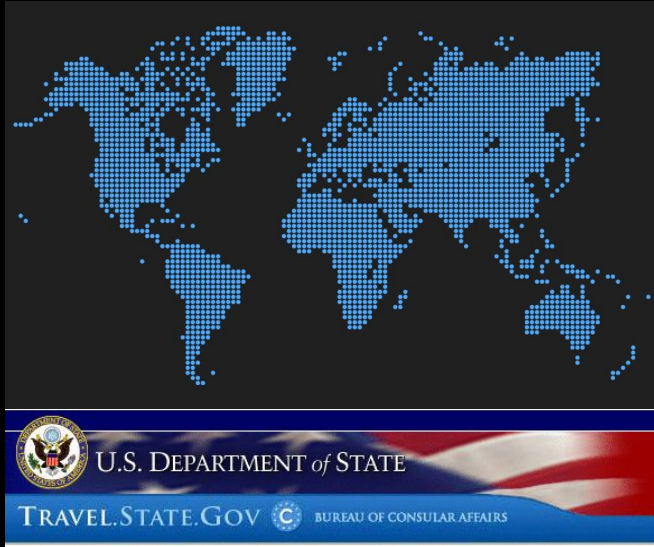 U.S. DEPARTMENT of STATE
TRAVEL.STATE.GOV C BUREAU OF CONSULAR AFFAIRS